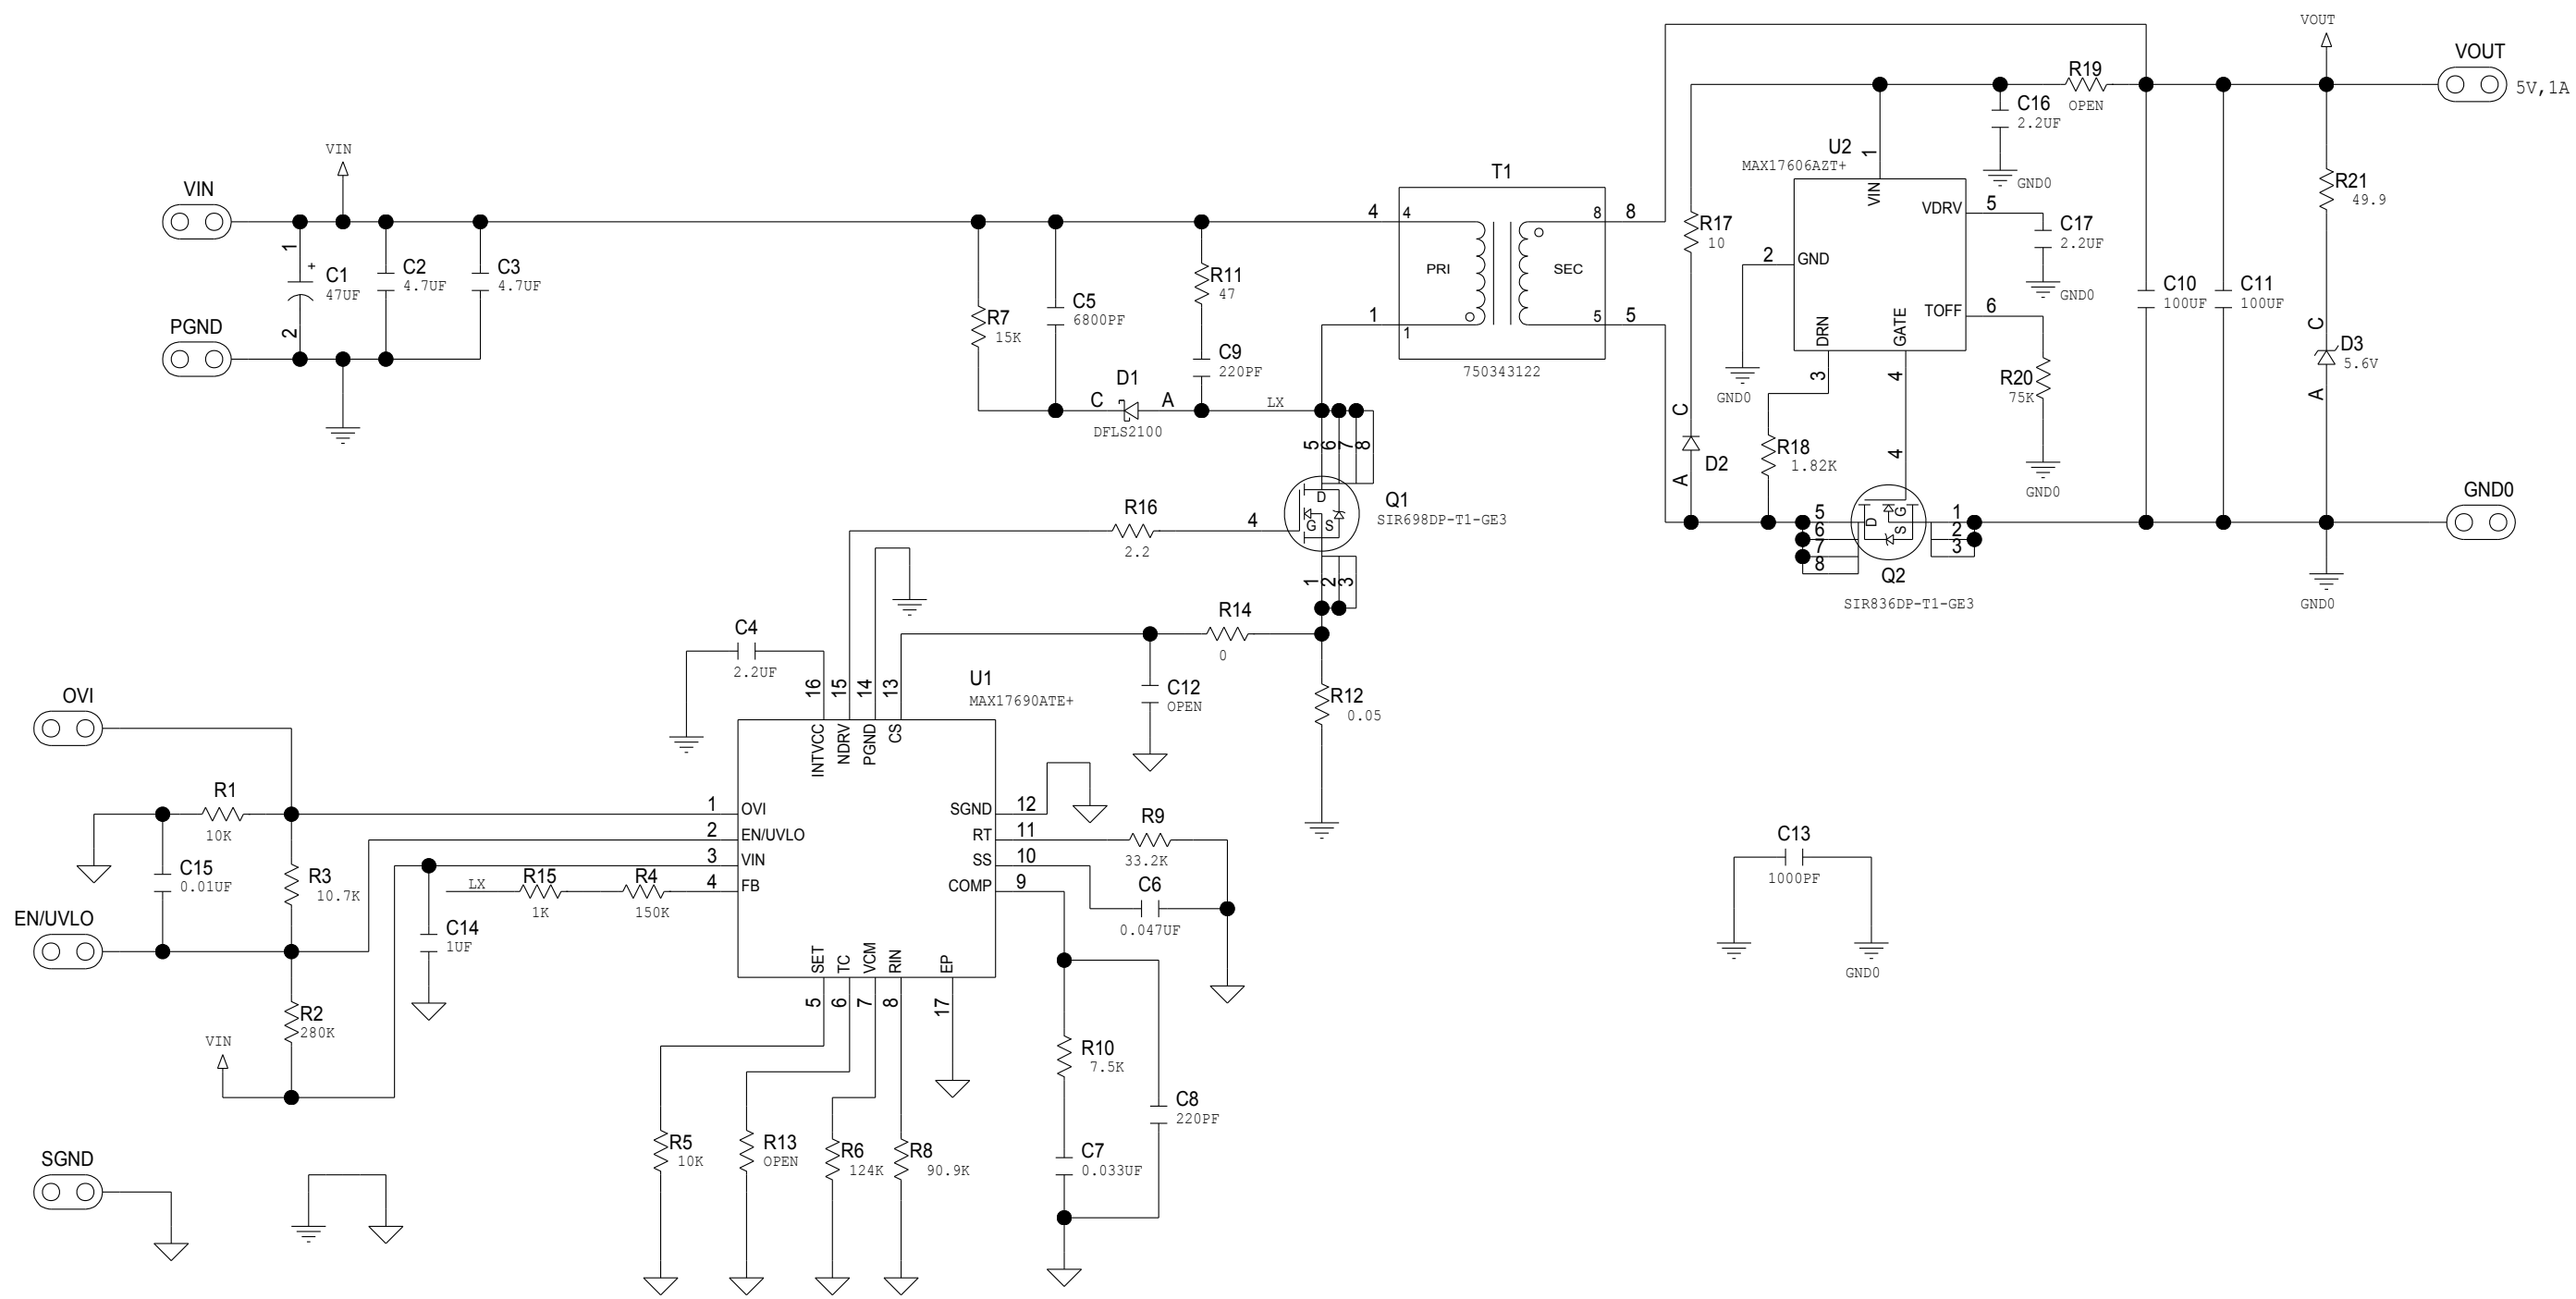 VIN
PGND
VIN
1
2
+
C1
47UF
C2
4.7UF
C3
4.7UF
R7
15K
C5
6800PF
R11
47
C9
220PF
D1
C
A
DFLS2100
LX
T1
4
4
1
1
PRI
SEC
8
8
5
5
750343122
5
6
7
8
D
G
S
Q1
SIR698DP-T1-GE3
4
R16
2.2
1
2
3
R14
0
R12
0.05
C12
OPEN
VOUT
VOUT
5V,1A
R19
OPEN
C16
2.2UF
GND0
U2
MAX17606AZT+
1
VIN
VDRV
5
C17
2.2UF
GND0
2
GND
GND0
TOFF
6
R20
75K
GND0
DRN
GATE
3
4
4
R17
10
C
D2
A
R18
1.82K
5
6
7
8
D
G
S
1
2
3
Q2
SIR836DP-T1-GE3
C10
100UF
C11
100UF
R21
49.9
C
D3
5.6V
A
GND0
GND0
C4
2.2UF
U1
MAX17690ATE+
16
15
14
13
INTVCC
NDRV
PGND
CS
OVI
R1
10K
C15
0.01UF
R3
10.7K
EN/UVLO
R2
280K
VIN
C14
1UF
LX
R15
1K
R4
150K
1
OVI
2
EN/UVLO
3
VIN
4
FB
SGND
12
RT
11
SS
10
COMP
9
R9
33.2K
C6
0.047UF
SET
TC
VCM
RIN
EP
5
6
7
8
17
R5
10K
R13
OPEN
R6
124K
R8
90.9K
R10
7.5K
C7
0.033UF
C8
220PF
C13
1000PF
GND0
SGND